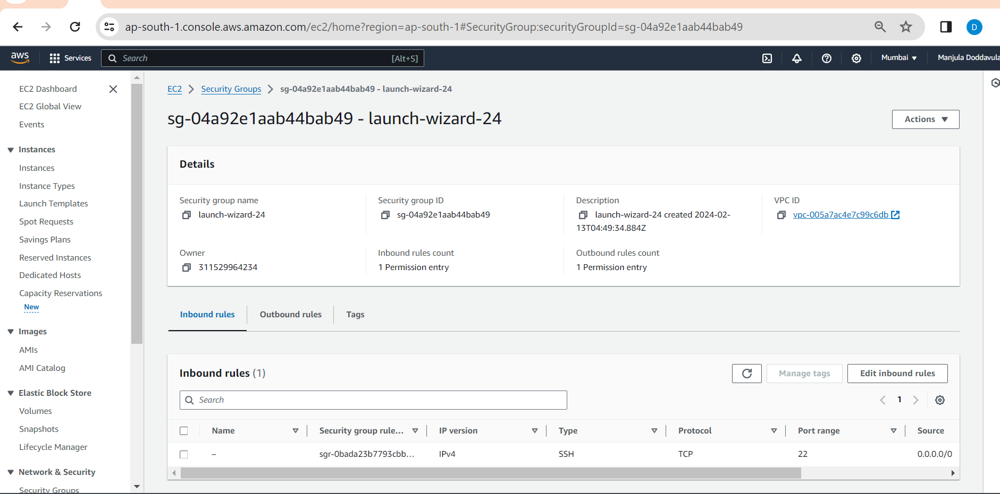 ap-south-1.console.aws.amazon.com/ec2/home?region=ap-south-1#SecurityGroup:securityGroupId=sg-04a92e1aab44bab49
D
aws
Services
Search
[Alt+S]
Mumbai
Manjula Doddavula
EC2 Dashboard
EC2 Global View
Events
Instances
Instances
Instance Types
Launch Templates
Spot Requests
Savings Plans
Reserved Instances
Dedicated Hosts
Capacity Reservations
New
Images
AMIs
AMI Catalog
Elastic Block Store
Volumes
Snapshots
Lifecycle Manager
Network & Security
Security Groups
EC2 > Security Groups > sg-04a92e1aab44bab49 - launch-wizard-24
sg-04a92e1aab44bab49 - launch-wizard-24
Actions
Details
Security group name
launch-wizard-24
Security group ID
sg-04a92e1aab44bab49
Description
launch-wizard-24 created 2024-02-
13T04:49:34.884Z
VPC ID
vpc-005a7ac4e7c99c6db
Owner
311529964234
Inbound rules count
1 Permission entry
Outbound rules count
1 Permission entry
Inbound rules
Outbound rules
Tags
Inbound rules (1)
Manage tags
Edit inbound rules
Search
1
Name Security group rule... IP version Type Protocol Port range Source
– sgr-0bada23b7793cbb... IPv4 SSH TCP 22 0.0.0.0/0